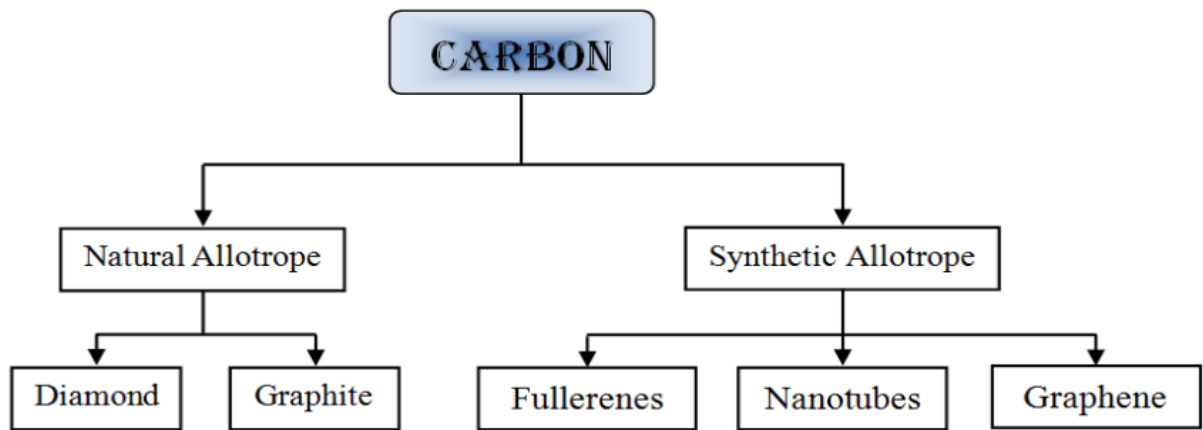 CARBON
Natural Allotrope
Synthetic Allotrope
Diamond
Graphite
Fullerenes
Nanotubes
Graphene